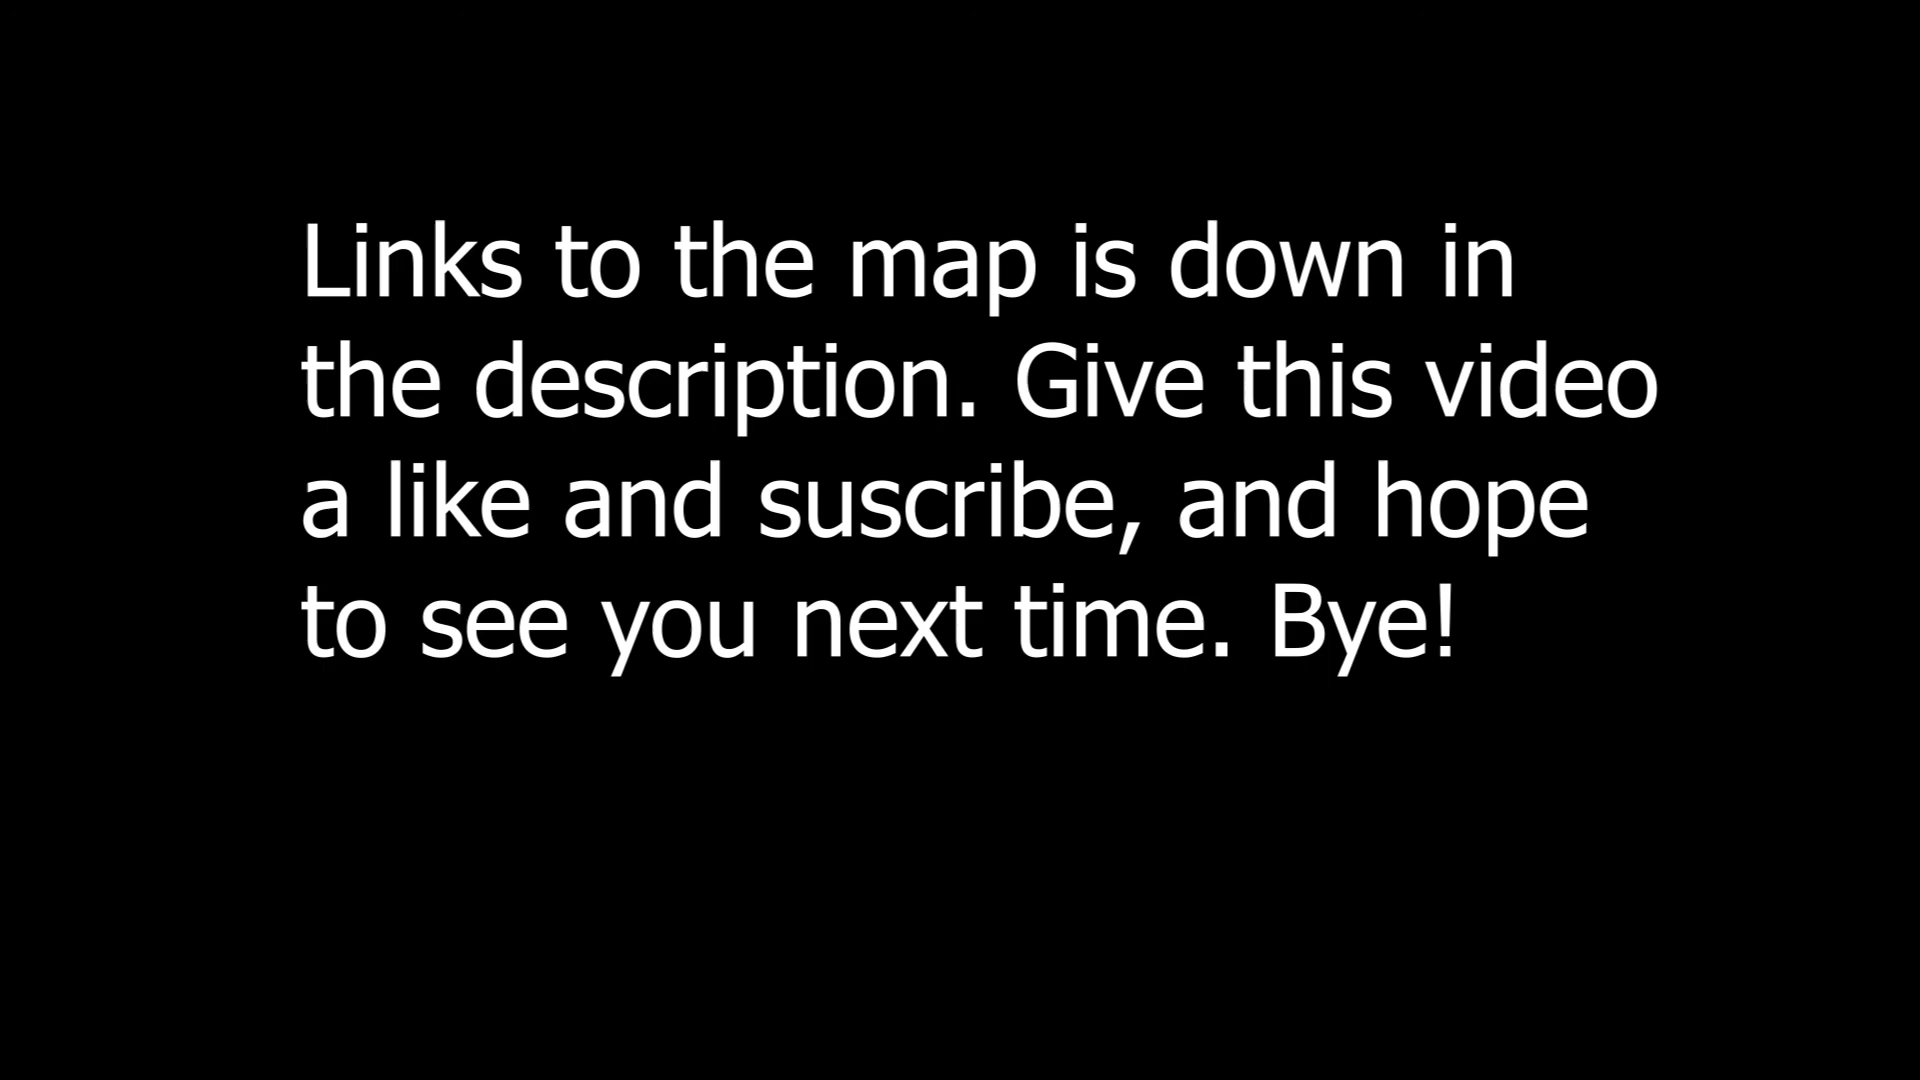 Links to the map is down in
the description. Give this video
a like and suscribe, and hope
to see you next time. Bye!